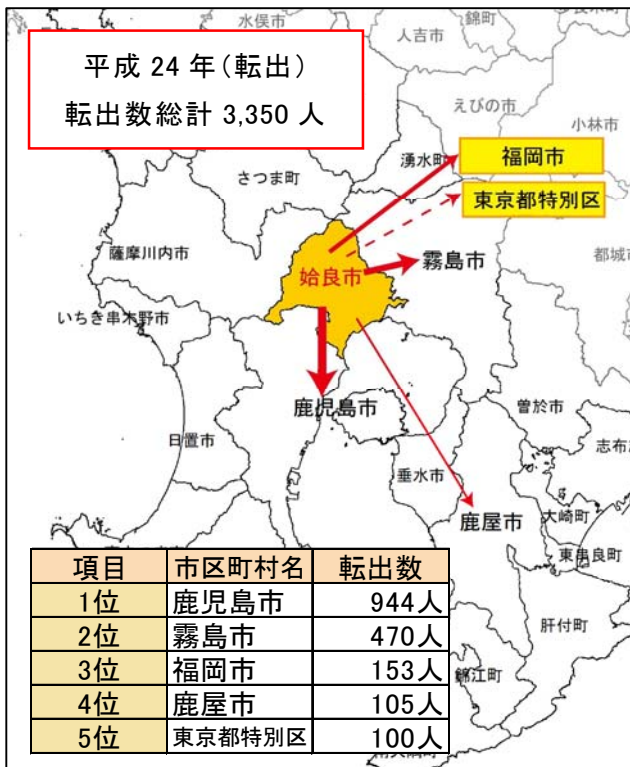 水俣市
人吉市
錦町
平成 24 年(転出)
転出数総計 3,350 人
えびの市
小林市
湧水町
福岡市
さつま町
東京都特別区
薩摩川内市
姶良市
霧島市
都城市
いちき串木野市
鹿児島市
曽於市
日置市
志布
垂水市
鹿屋市
大崎町
東串良町
項目 市区町村名 転出数
1位 鹿児島市 944人
2位 霧島市 470人
3位 福岡市 153人
4位 鹿屋市 105人
5位 東京都特別区 100人
肝付町
錦江町